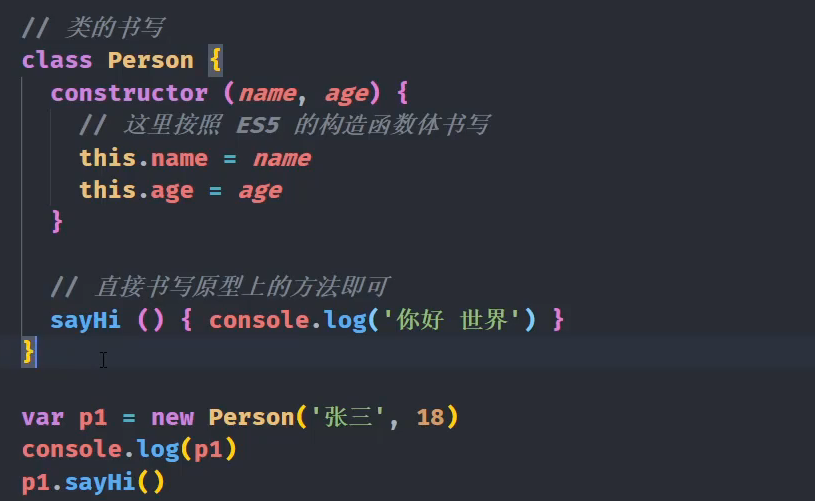 // 类的书写
class Person {
constructor (name, age) {
// 这里按照 ES5 的构造函数体书写
this.name = name
this.age = age
}
// 直接书写原型上的方法即可
sayHi () { console.log('你好 世界') }
}
var p1 = new Person('张三', 18)
console.log(p1)
p1.sayHi()